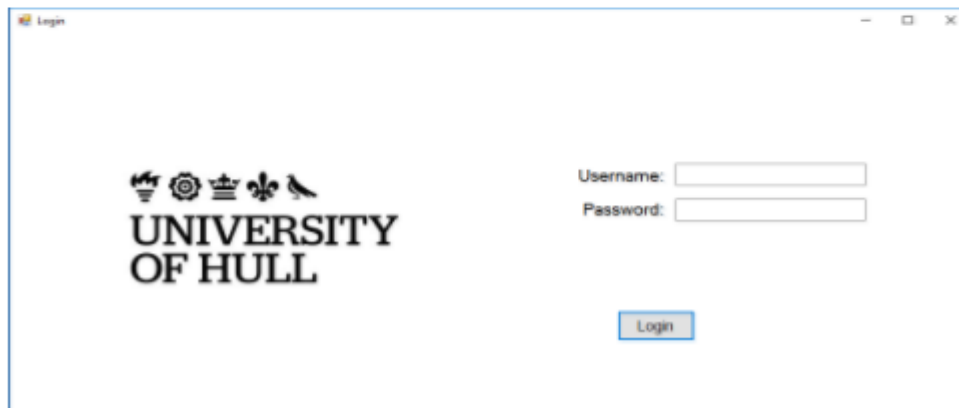 Login
UNIVERSITY
OF HULL
Username:
Password:
Login